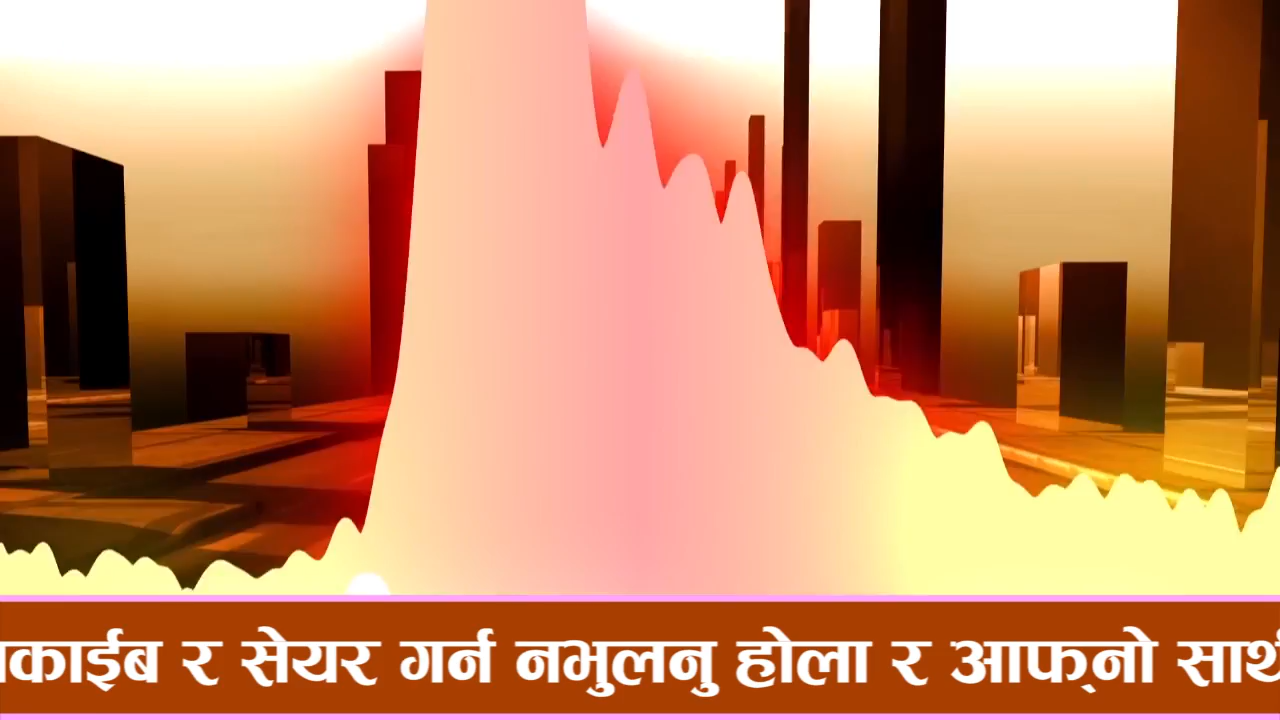 काईब र सेयर गर्न नभुलनु होला र आफ्नो